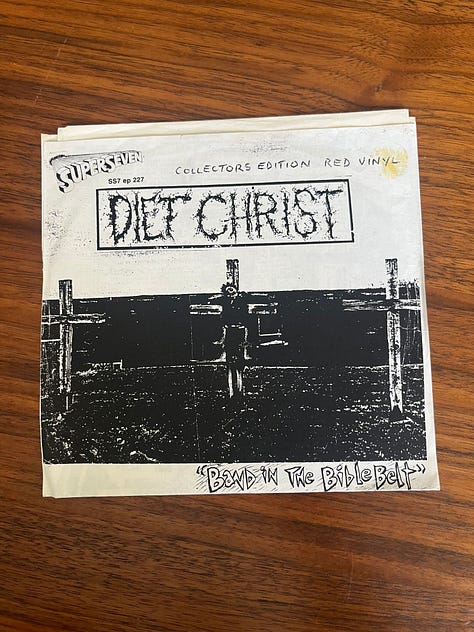 SUPERSEVEN
COLLECTORS EDITION RED VINYL
SS7 ep 227
DIET CHRIST
"BaND iN The Bible Belt"